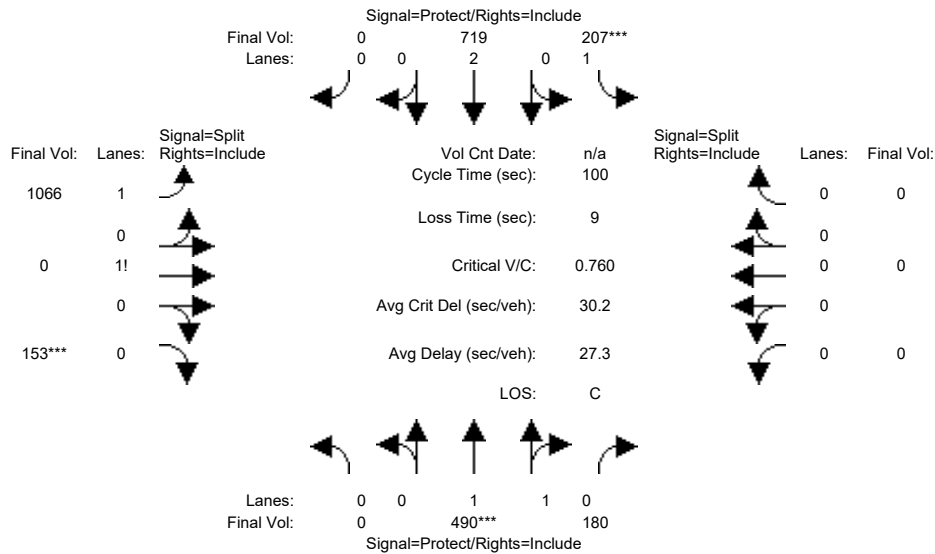 Signal=Protect/Rights=Include
Final Vol: 0 719 207***
Lanes: 0 0 2 0 1
Signal=Split
Final Vol: Lanes: Rights=Include Vol Cnt Date: n/a
Signal=Split
Rights=Include Lanes: Final Vol:
Cycle Time (sec): 100
1066 1 0 0
Loss Time (sec): 9
0 0
0 1! Critical V/C: 0.760 0 0
0 Avg Crit Del (sec/veh): 30.2 0
153*** 0 Avg Delay (sec/veh): 27.3 0 0
LOS: C
Lanes: 0 0 1 1 0
Final Vol: 0 490*** 180
Signal=Protect/Rights=Include